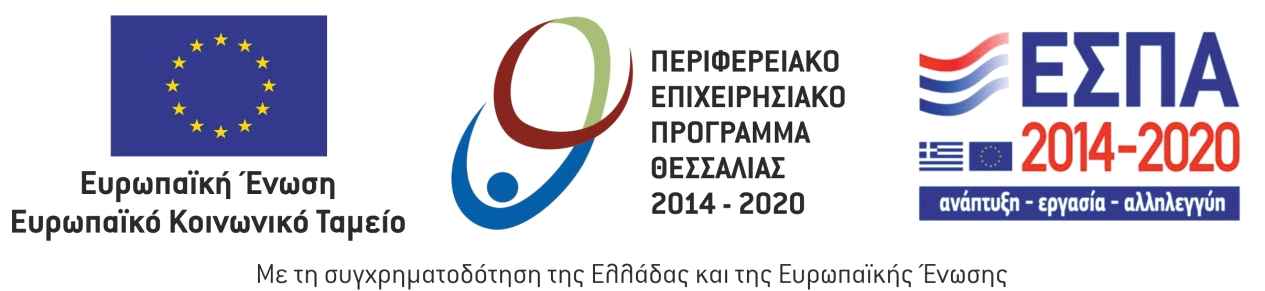 Ευρωπαϊκή Ένωση
Ευρωπαϊκό Κοινωνικό Ταμείο
ΠΕΡΙΦΕΡΕΙΑΚΟ
ΕΠΙΧΕΙΡΗΣΙΑΚΟ
ΠΡΟΓΡΑΜΜΑ
ΘΕΣΣΑΛΙΑΣ
2014 - 2020
ΕΣΠΑ
2014-2020
ανάπτυξη - εργασία - αλληλεγγύη
Με τη συγχρηματοδότηση της Ελλάδας και της Ευρωπαϊκής Ένωσης